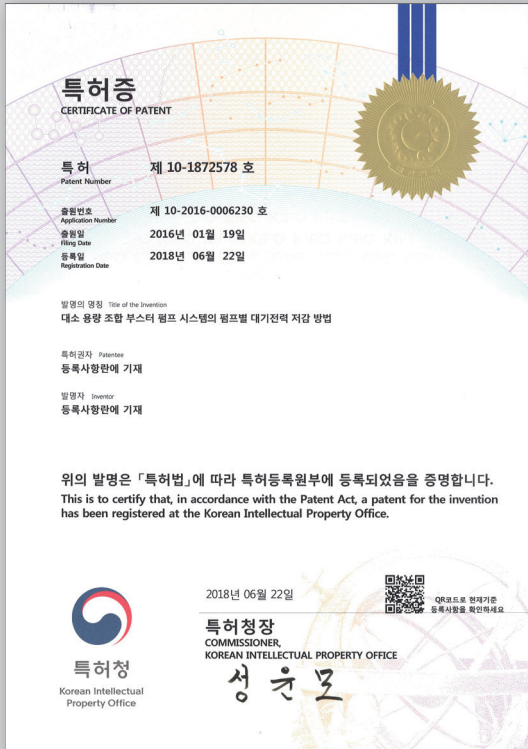 특허증
CERTIFICATE OF PATENT
특허 제 10-1872578 호
Patent Number
출원번호 제 10-2016-0006230 호
Application Number
출원일 2016년 01월 19일
Filing Date
등록일 2018년 06월 22일
Registration Date
발명의 명칭 Title of the Invention
대소 용량 조합 부스터 펌프 시스템의 펌프별 대기전력 저감 방법
특허권자 Patentee
등록사항란에 기재
발명자 Inventor
등록사항란에 기재
위의 발명은 「특허법」에 따라 특허등록원부에 등록되었음을 증명합니다.
This is to certify that, in accordance with the Patent Act, a patent for the invention
has been registered at the Korean Intellectual Property Office.
2018년 06월 22일
QR코드로 현재기준
등록사항을 확인하세요
특허청장
COMMISSIONER,
KOREAN INTELLECTUAL PROPERTY OFFICE
성윤모
특허청
Korean Intellectual
Property Office